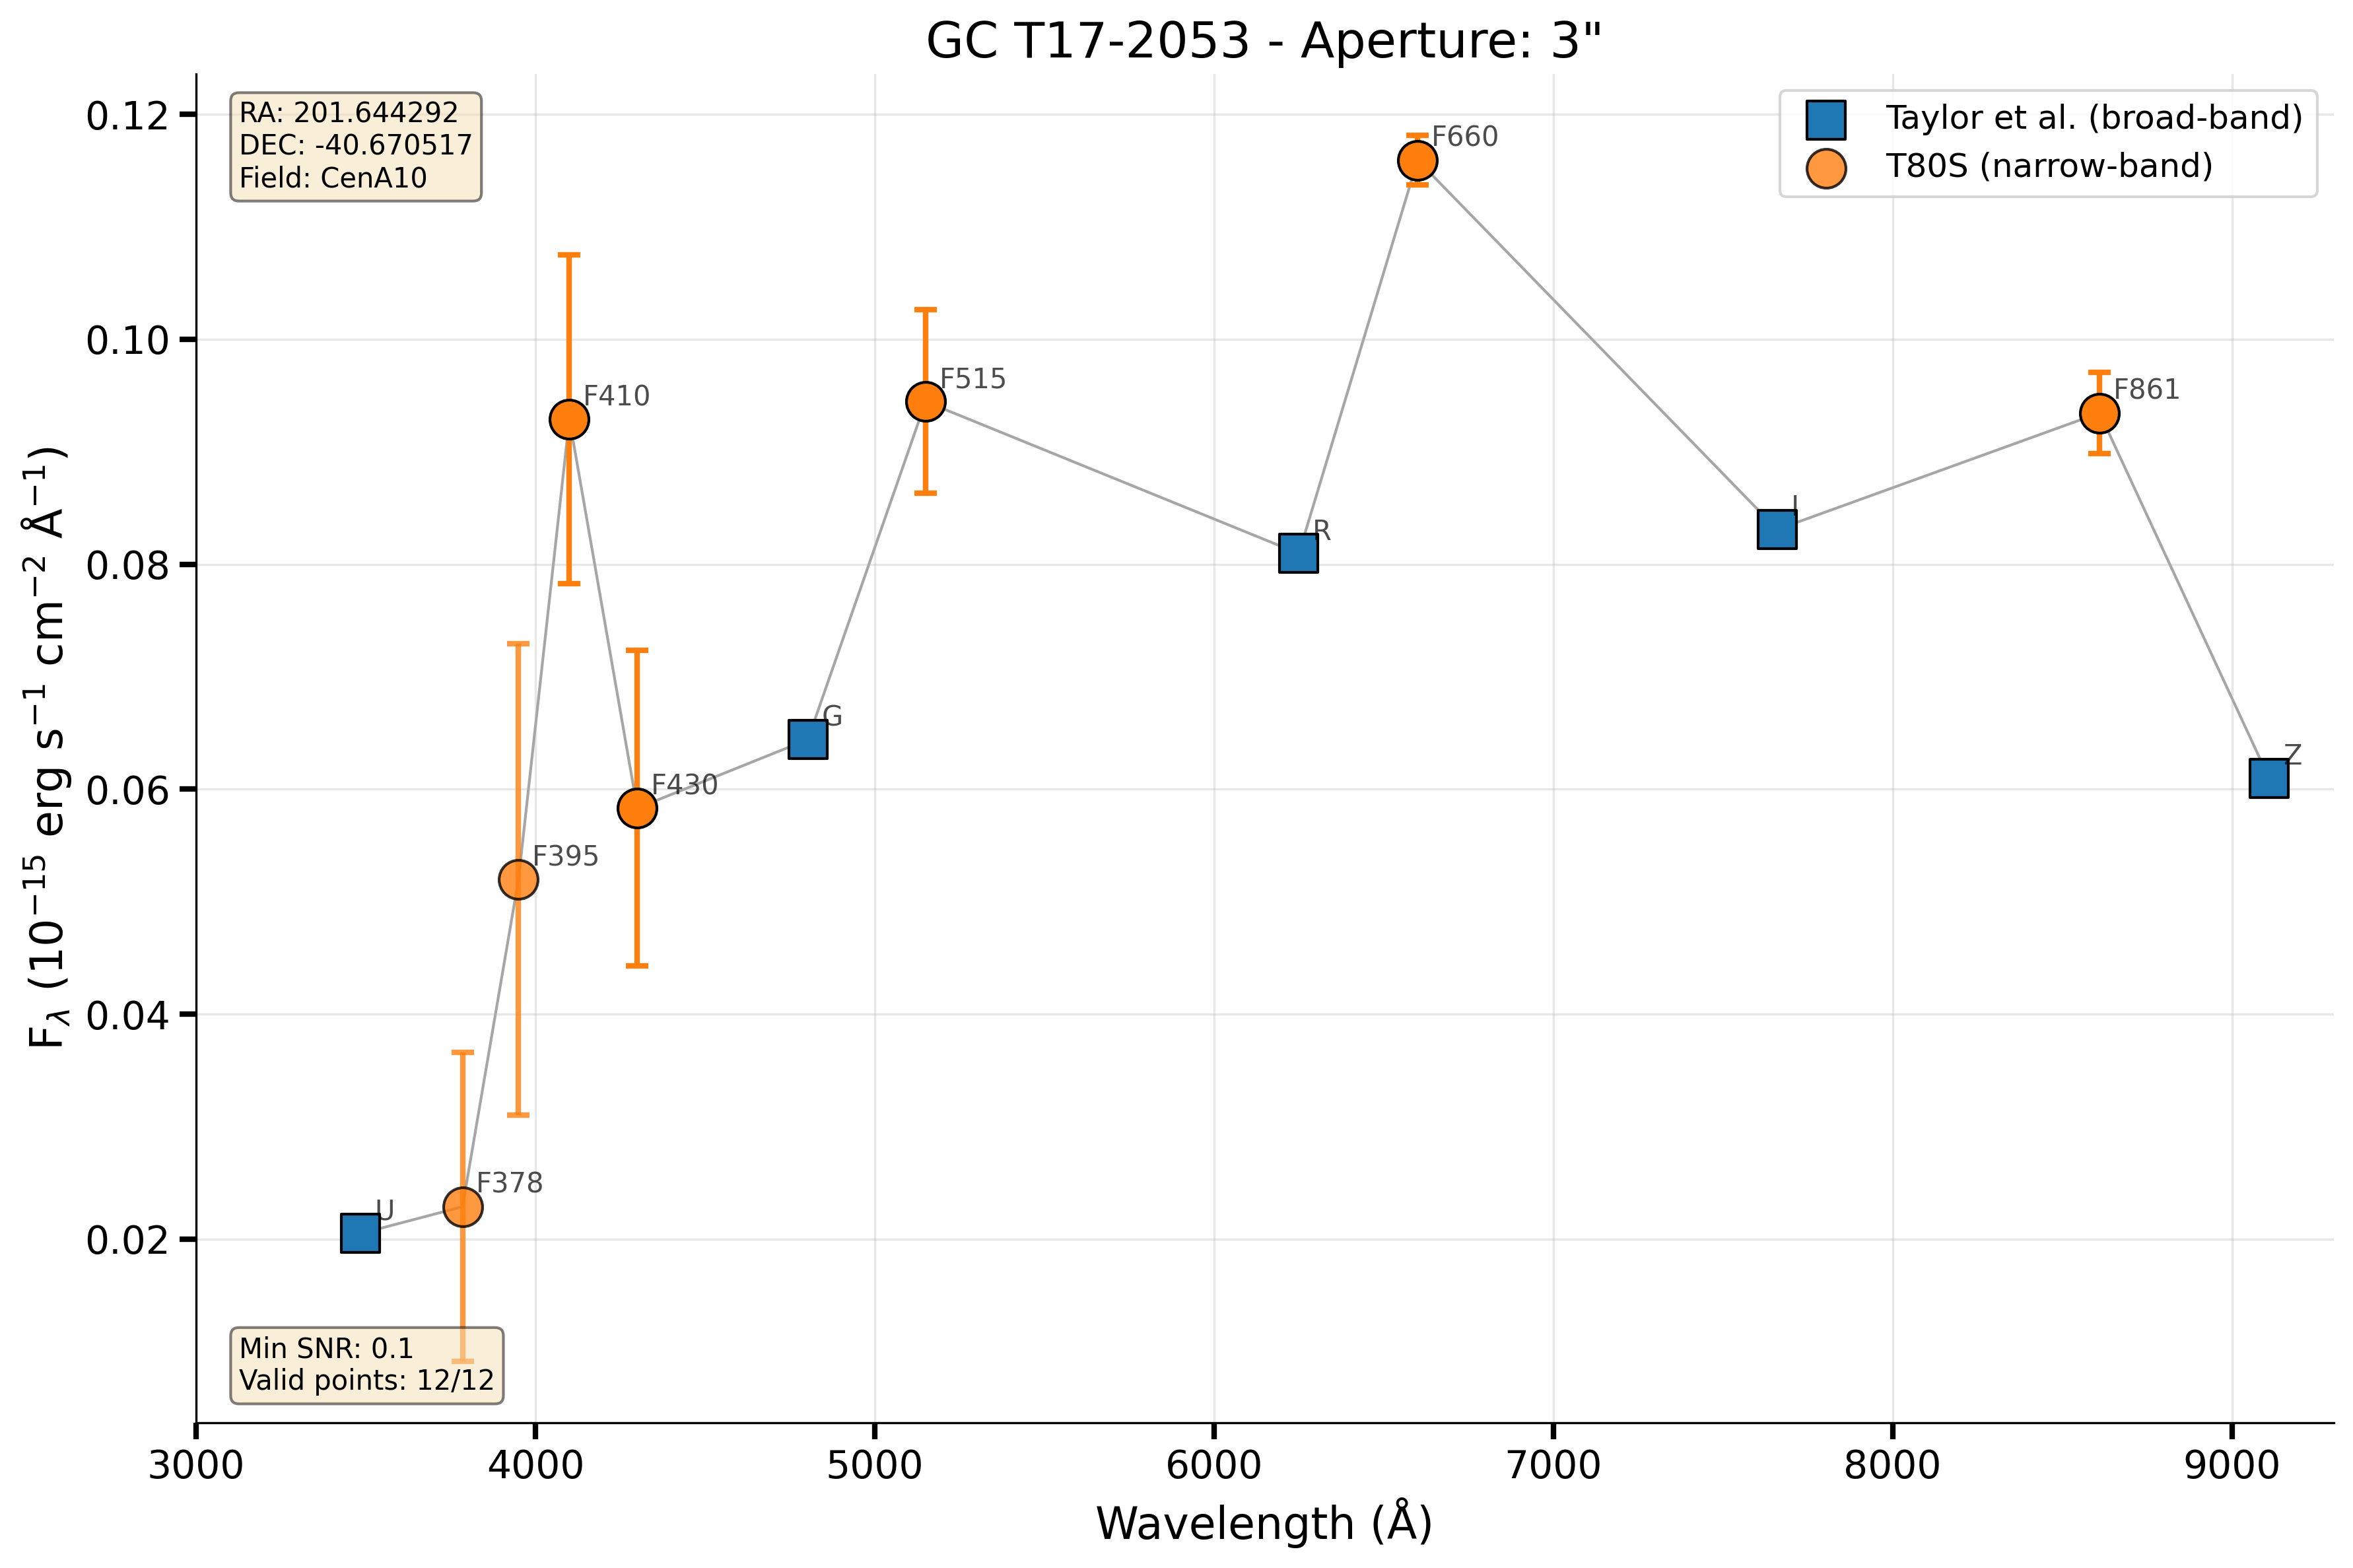 GC T17-2053 - Aperture: 3"
RA: 201.644292
DEC: -40.670517
Field: CenA10
Taylor et al. (broad-band)
T80S (narrow-band)
F660
F410
F515
F861
I
R
G
Z
F430
F395
F378
U
Min SNR: 0.1
Valid points: 12/12
0.12
0.10
0.08
0.06
0.04
0.02
F$_λ$ (10⁻¹⁵ erg s⁻¹ cm⁻² Å⁻¹)
3000 4000 5000 6000 7000 8000 9000
Wavelength (Å)